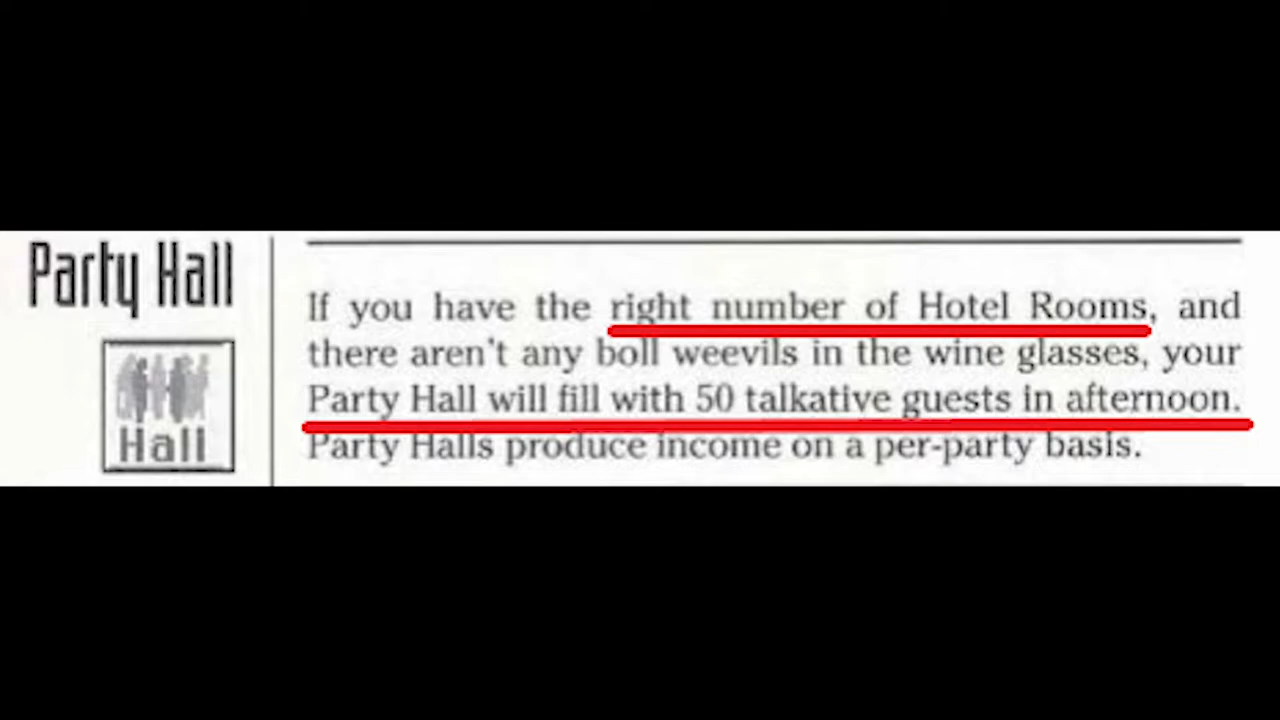 Party Hall
Hall
If you have the right number of Hotel Rooms, and
there aren't any boll weevils in the wine glasses, your
Party Hall will fill with 50 talkative guests in afternoon.
Party Halls produce income on a per-party basis.